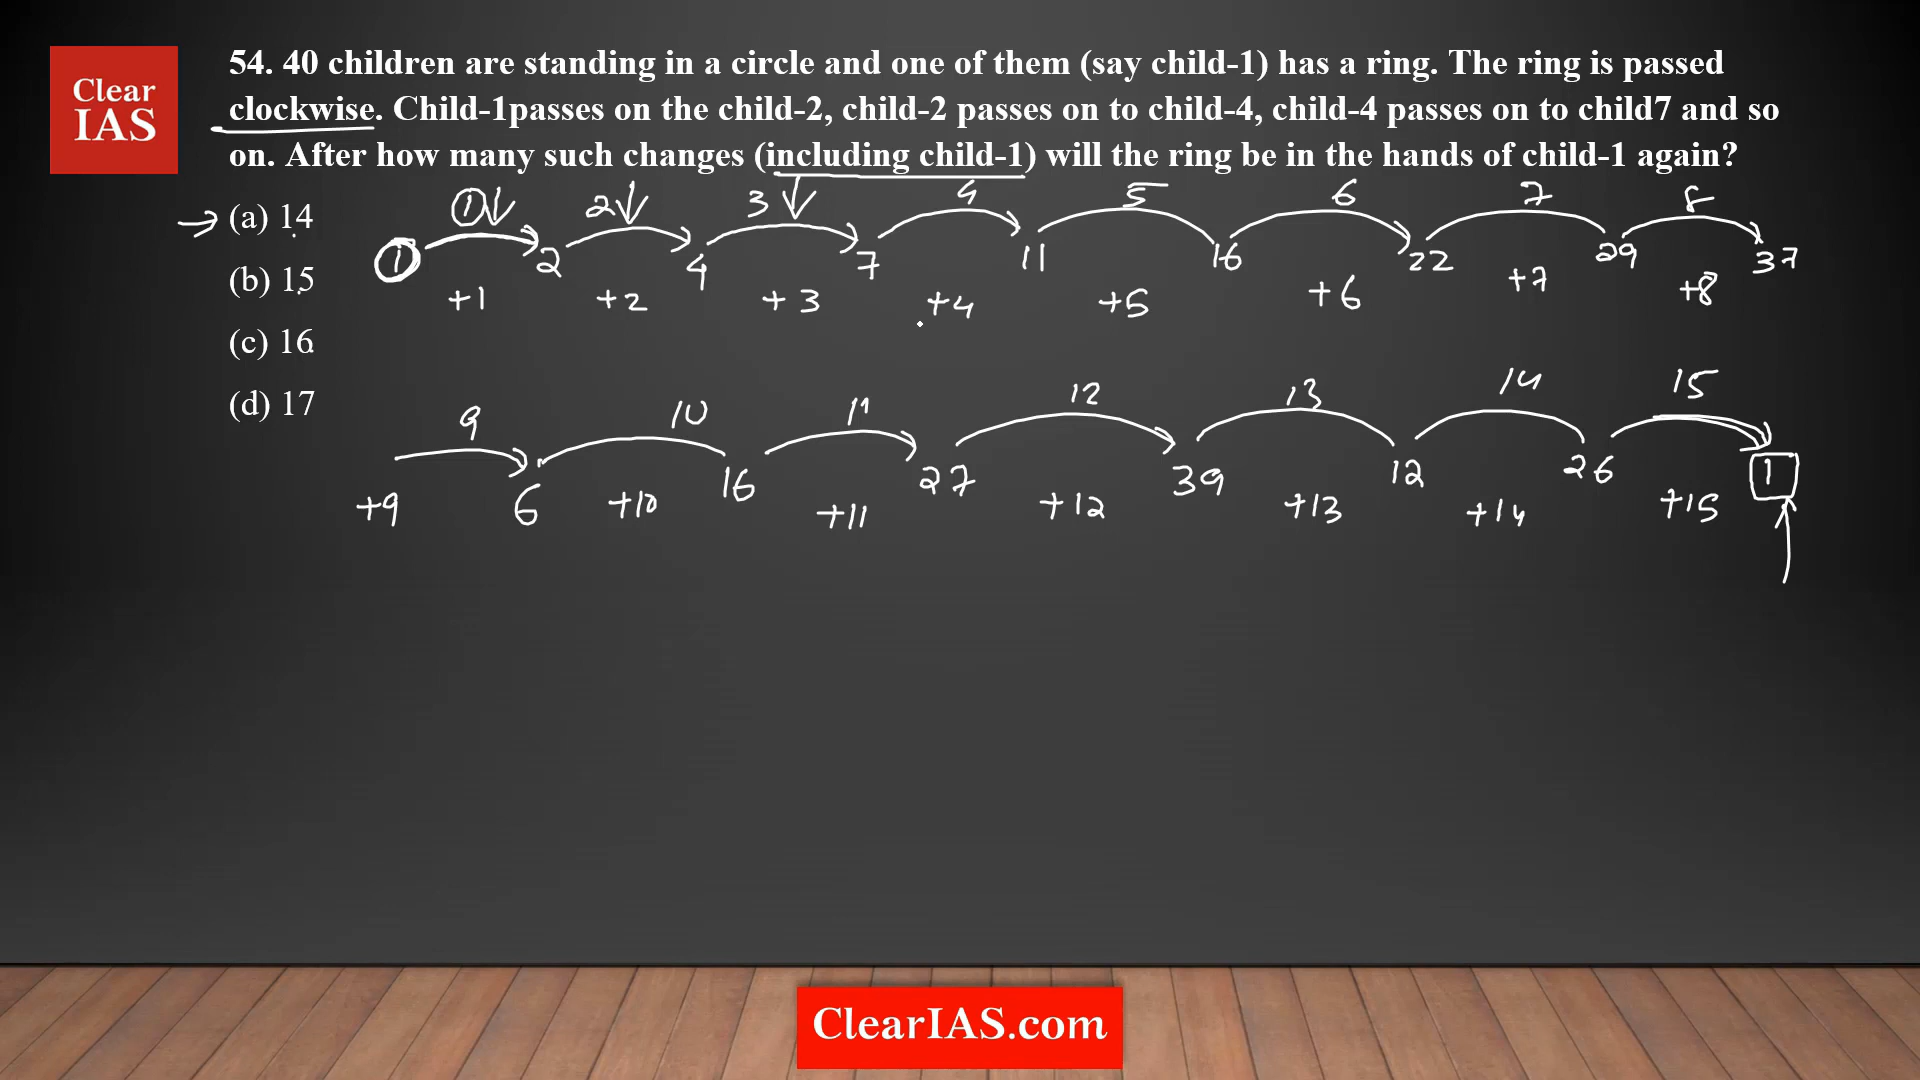 Clear
IAS
54. 40 children are standing in a circle and one of them (say child-1) has a ring. The ring is passed
clockwise. Child-1passes on the child-2, child-2 passes on to child-4, child-4 passes on to child7 and so
on. After how many such changes (including child-1) will the ring be in the hands of child-1 again?
(a) 14
(b) 15
(c) 16
(d) 17
1 2 3 4 5 6 7 8
1 2 4 7 11 16 22 29 37
+1 +2 +3 +4 +5 +6 +7 +8
9 10 11 12 13 14 15
6 16 27 39 12 26 1
+9 +10 +11 +12 +13 +14 +15
ClearIAS.com